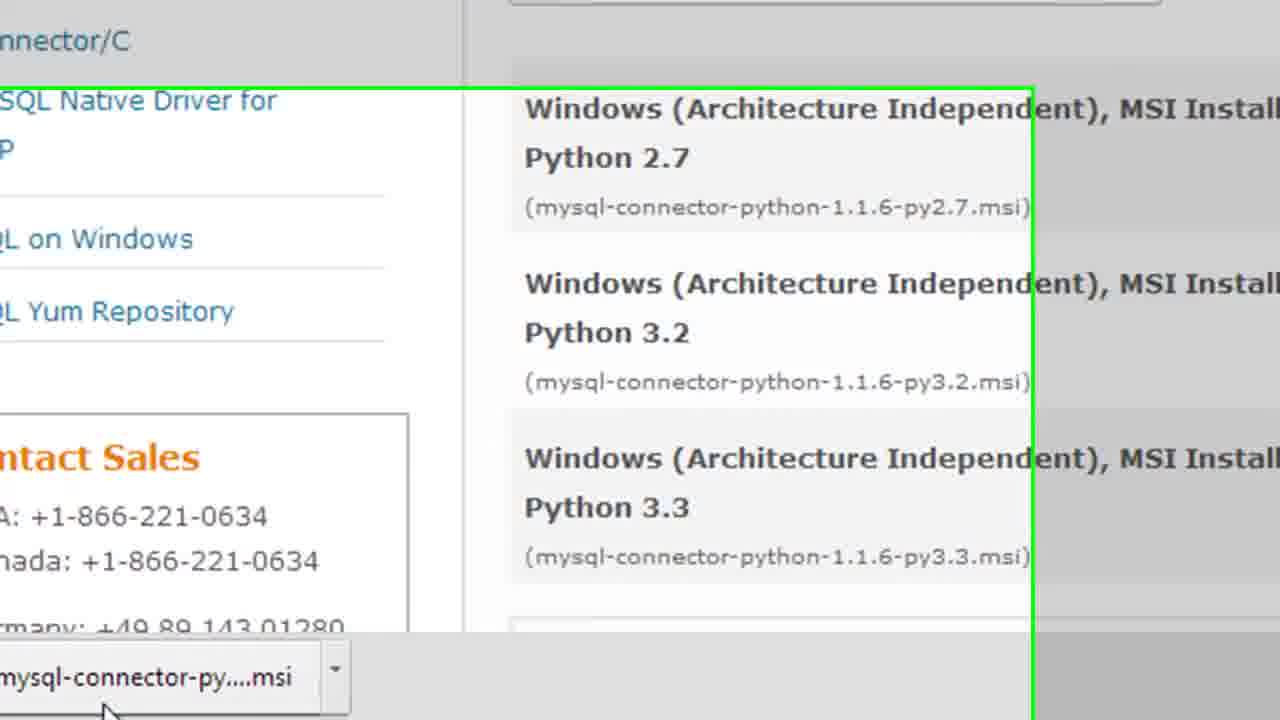 nnector/C
SQL Native Driver for
P
QL on Windows
QL Yum Repository
ntact Sales
A: +1-866-221-0634
nada: +1-866-221-0634
rmany: +49 89 143 01280
Windows (Architecture Independent), MSI Install
Python 2.7
(mysql-connector-python-1.1.6-py2.7.msi)
Windows (Architecture Independent), MSI Install
Python 3.2
(mysql-connector-python-1.1.6-py3.2.msi)
Windows (Architecture Independent), MSI Install
Python 3.3
(mysql-connector-python-1.1.6-py3.3.msi)
mysql-connector-py....msi